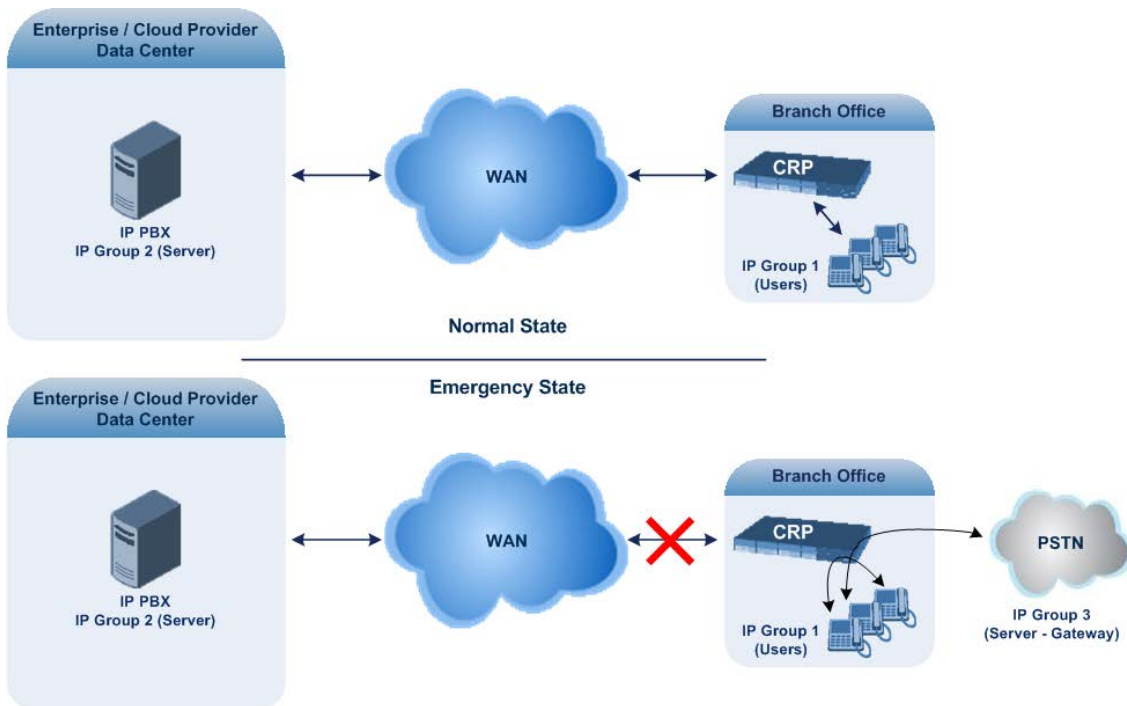 Enterprise / Cloud Provider
Data Center
IP PBX
IP Group 2 (Server)
WAN
Branch Office
CRP
IP Group 1
(Users)
Normal State
Emergency State
Enterprise / Cloud Provider
Data Center
IP PBX
IP Group 2 (Server)
WAN
Branch Office
CRP
IP Group 1
(Users)
PSTN
IP Group 3
(Server - Gateway)